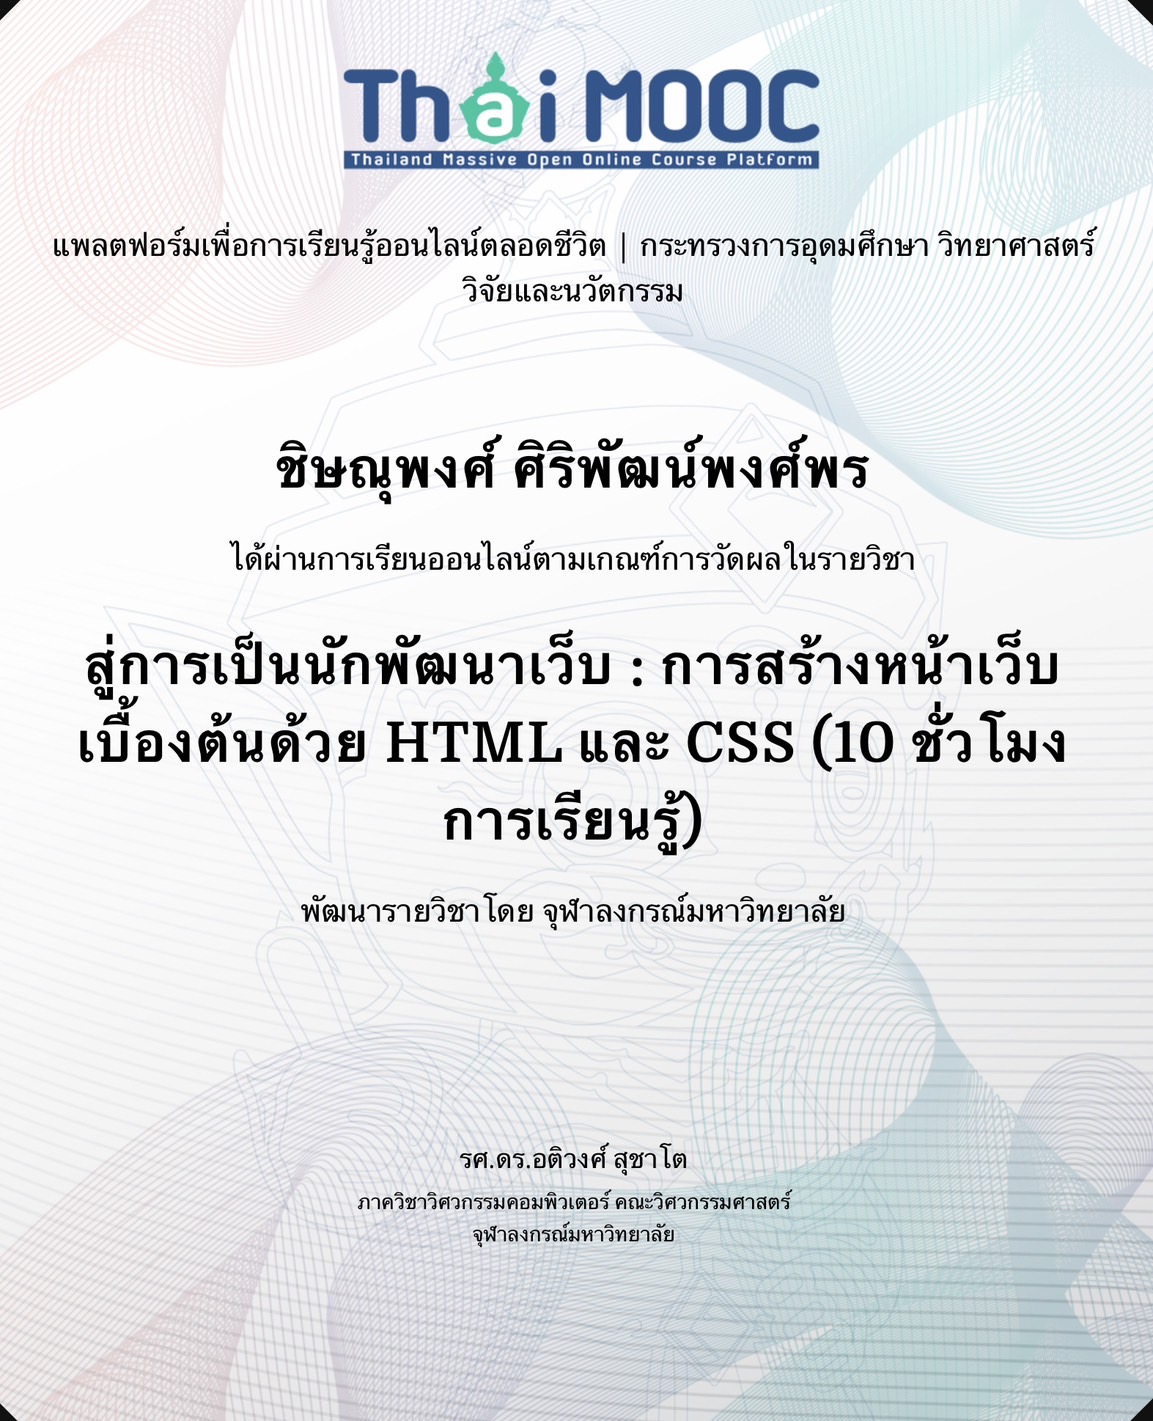 Thai MOOC
Thailand Massive Open Online Course Platform
แพลตฟอร์มเพื่อการเรียนรู้ออนไลน์ตลอดชีวิต | กระทรวงการอุดมศึกษา วิทยาศาสตร์
วิจัยและนวัตกรรม
ชิษณุพงศ์ ศิริพัฒน์พงศ์พร
ได้ผ่านการเรียนออนไลน์ตามเกณฑ์การวัดผลในรายวิชา
สู่การเป็นนักพัฒนาเว็บ : การสร้างหน้าเว็บ
เบื้องต้นด้วย HTML และ CSS (10 ชั่วโมง
การเรียนรู้)
พัฒนารายวิชาโดย จุฬาลงกรณ์มหาวิทยาลัย
รศ.ดร.อติวงศ์ สุชาโต
ภาควิชาวิศวกรรมคอมพิวเตอร์ คณะวิศวกรรมศาสตร์
จุฬาลงกรณ์มหาวิทยาลัย